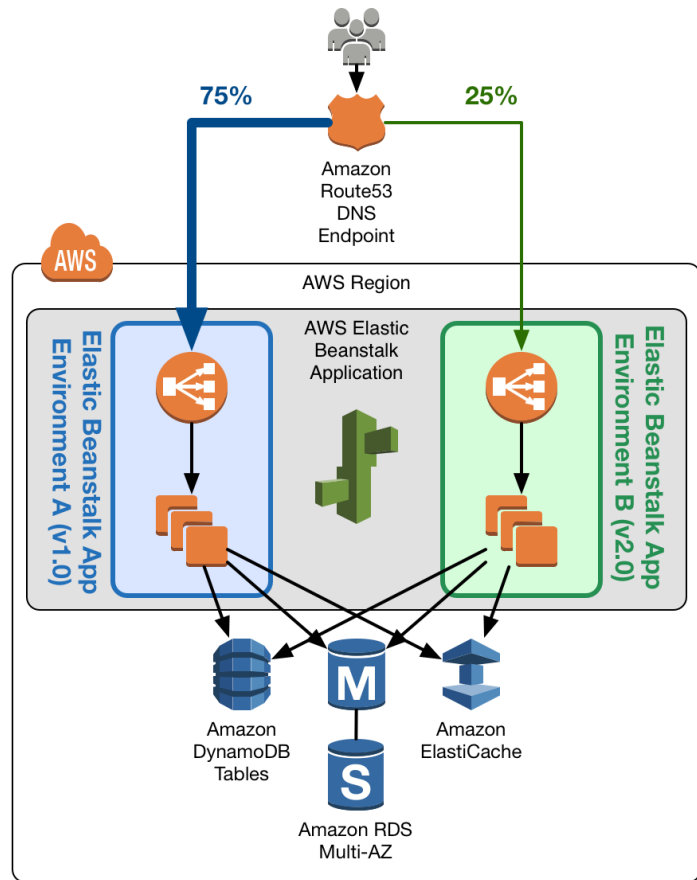 75%
25%
Amazon
Route53
DNS
Endpoint
AWS
AWS Region
Elastic Beanstalk App
Environment A (v1.0)
AWS Elastic
Beanstalk
Application
Elastic Beanstalk App
Environment B (v2.0)
M
Amazon
DynamoDB
Tables
Amazon
ElastiCache
S
Amazon RDS
Multi-AZ